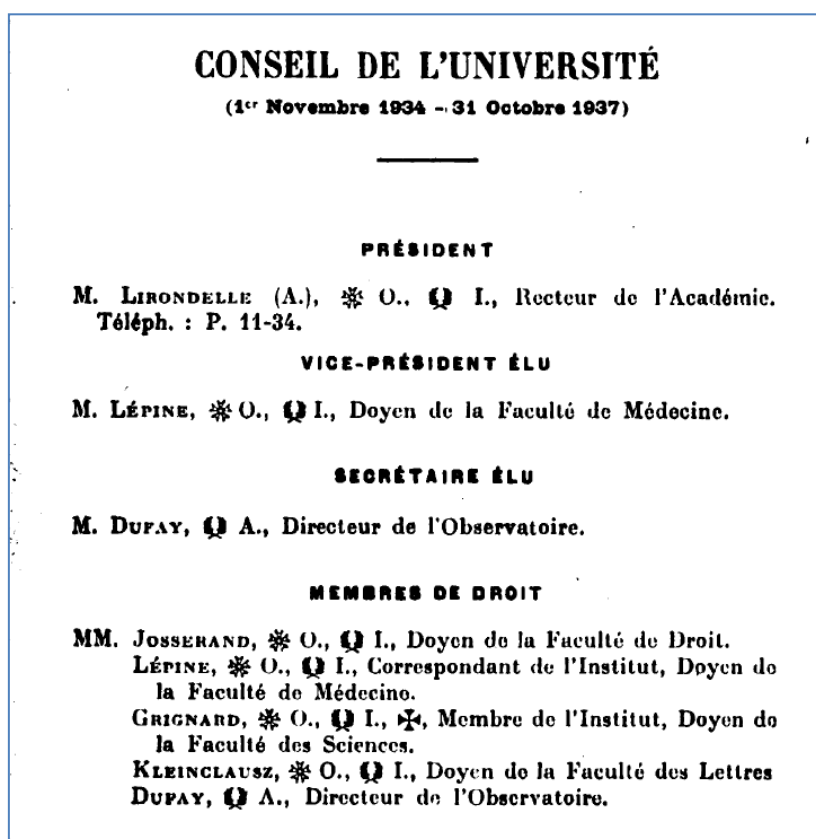 CONSEIL DE L'UNIVERSITÉ
(1er Novembre 1934 - 31 Octobre 1937)
PRÉSIDENT
M. LIRONDELLE (A.), ❋ O., ❂ I., Recteur de l'Académie.
Téléph. : P. 11-34.
VICE-PRÉSIDENT ÉLU
M. LÉPINE, ❋ O., ❂ I., Doyen de la Faculté de Médecine.
SECRÉTAIRE ÉLU
M. DUFAY, ❂ A., Directeur de l'Observatoire.
MEMBRES DE DROIT
MM. JOSSERAND, ❋ O., ❂ I., Doyen de la Faculté de Droit.
LÉPINE, ❋ O., ❂ I., Correspondant de l'Institut, Doyen de
la Faculté de Médecine.
GRIGNARD, ❋ O., ❂ I., ✠, Membre de l'Institut, Doyen de
la Faculté des Sciences.
KLEINCLAUSZ, ❋ O., ❂ I., Doyen de la Faculté des Lettres
DUFAY, ❂ A., Directeur de l'Observatoire.